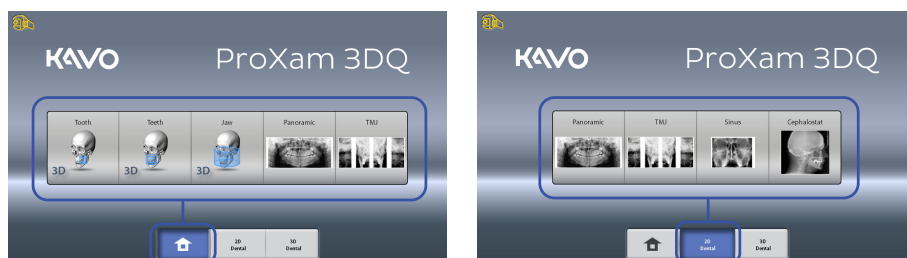 KAVO
ProXam 3DQ
Tooth
Teeth
Jaw
Panoramic
TMJ
3D
3D
3D
2D
Dental
3D
Dental
KAVO
ProXam 3DQ
Panoramic
TMJ
Sinus
Cephalostat
2D
Dental
3D
Dental